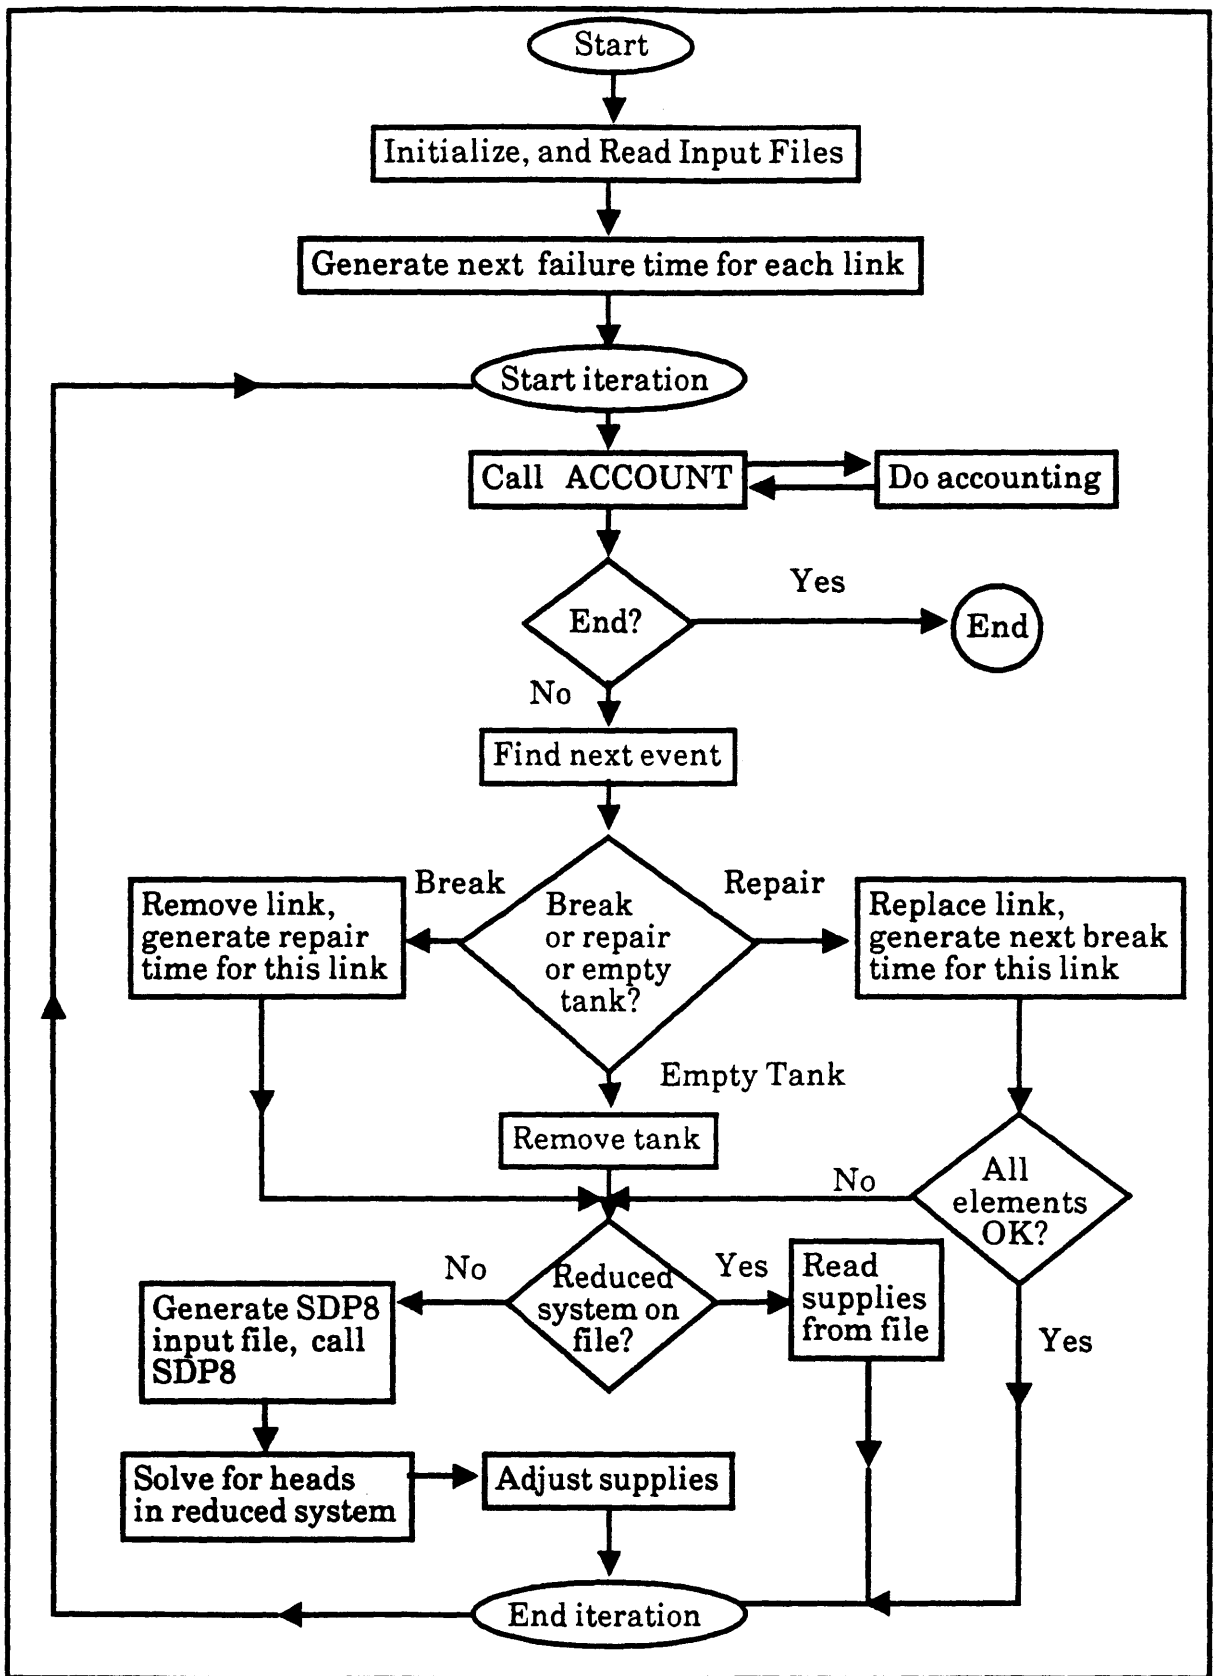 Start
Initialize, and Read Input Files
Generate next failure time for each link
Start iteration
Call ACCOUNT
Do accounting
Yes
End?
End
No
Find next event
Break
Repair
Remove link,
generate repair
time for this link
Break
or repair
or empty
tank?
Replace link,
generate next break
time for this link
Empty Tank
Remove tank
No
All
elements
OK?
No
Reduced
system on
file?
Yes
Read
supplies
from file
Generate SDP8
input file, call
SDP8
Yes
Solve for heads
in reduced system
Adjust supplies
End iteration